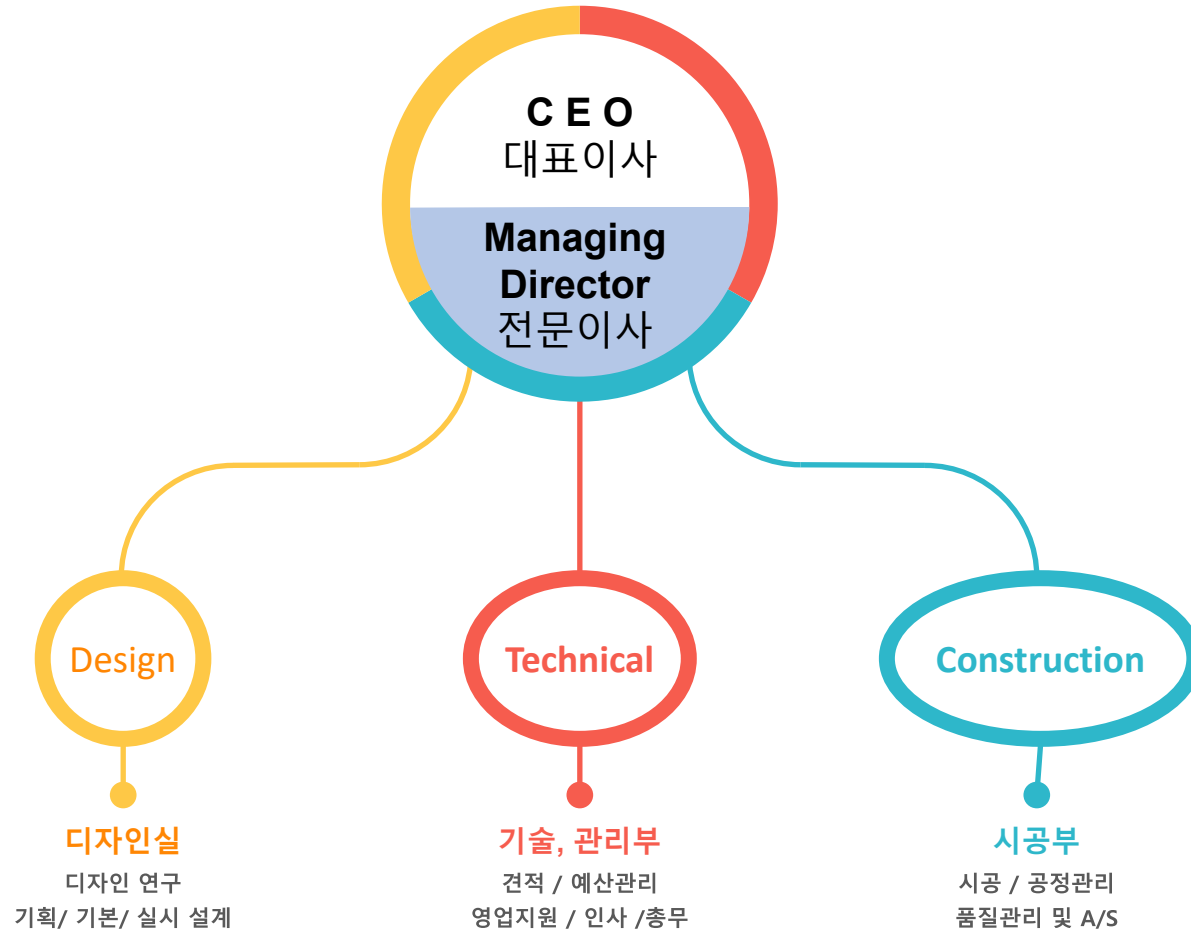 C E O
대표이사
Managing
Director
전문이사
Design
Technical
Construction
디자인실
디자인 연구
기획/ 기본/ 실시 설계
기술, 관리부
견적 / 예산관리
영업지원 / 인사 /총무
시공부
시공 / 공정관리
품질관리 및 A/S